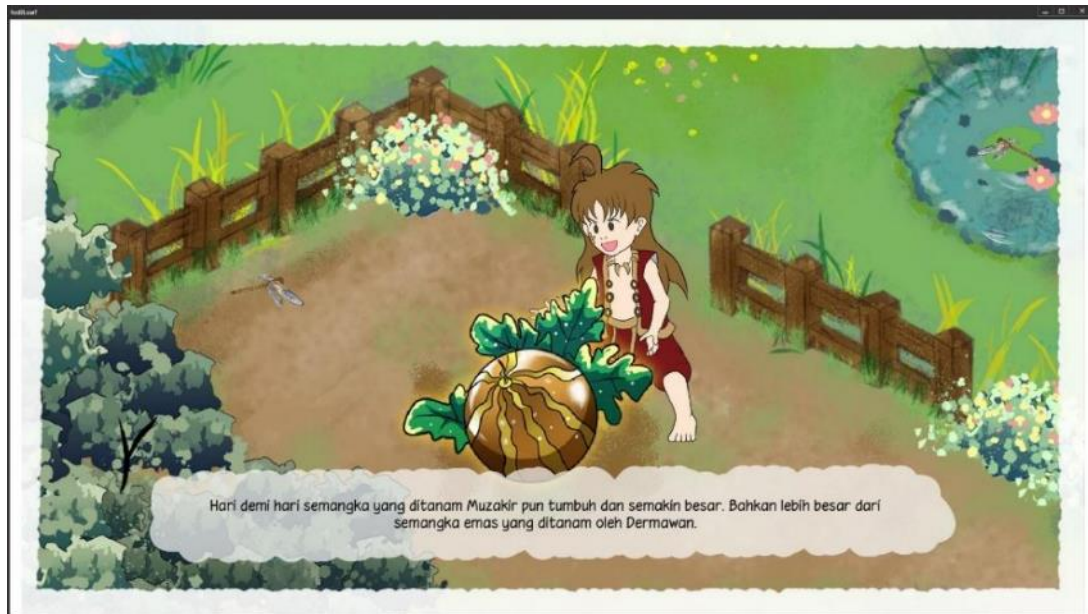 Hari demi hari semangka yang ditanam Muzakir pun tumbuh dan semakin besar. Bahkan lebih besar dari
semangka emas yang ditanam oleh Dermawan.